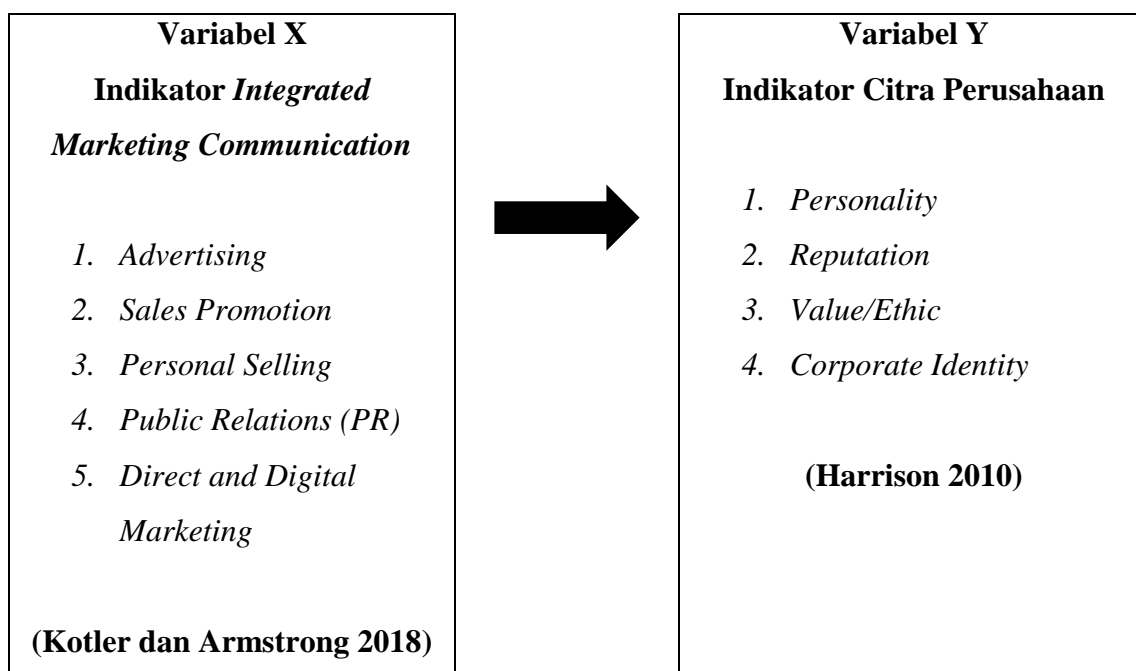 Variabel X
Indikator Integrated
Marketing Communication
1. Advertising
2. Sales Promotion
3. Personal Selling
4. Public Relations (PR)
5. Direct and Digital
Marketing
(Kotler dan Armstrong 2018)
Variabel Y
Indikator Citra Perusahaan
1. Personality
2. Reputation
3. Value/Ethic
4. Corporate Identity
(Harrison 2010)